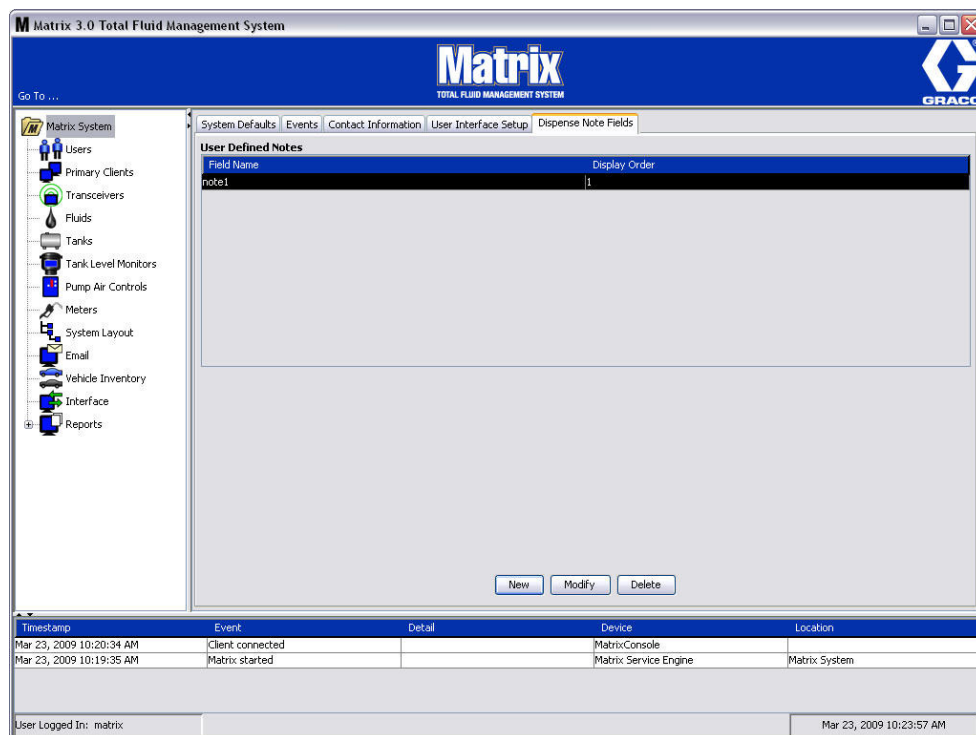 M Matrix 3.0 Total Fluid Management System
Matrix
TOTAL FLUID MANAGEMENT SYSTEM
Go To ...
GRACO
Matrix System
Users
Primary Clients
Transceivers
Fluids
Tanks
Tank Level Monitors
Pump Air Controls
Meters
System Layout
Email
Vehicle Inventory
Interface
Reports
System Defaults Events Contact Information User Interface Setup Dispense Note Fields
User Defined Notes
Field Name Display Order
note1 1
New Modify Delete
Timestamp Event Detail Device Location
Mar 23, 2009 10:20:34 AM Client connected MatrixConsole
Mar 23, 2009 10:19:35 AM Matrix started Matrix Service Engine Matrix System
User Logged In: matrix Mar 23, 2009 10:23:57 AM